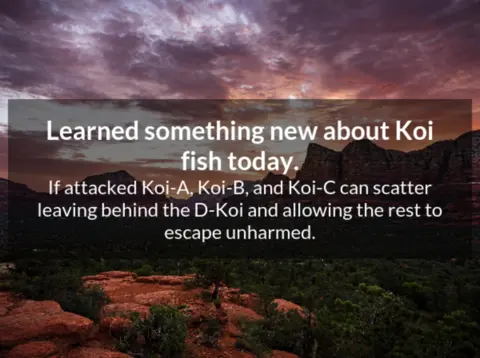 Learned something new about Koi
fish today.
If attacked Koi-A, Koi-B, and Koi-C can scatter
leaving behind the D-Koi and allowing the rest to
escape unharmed.